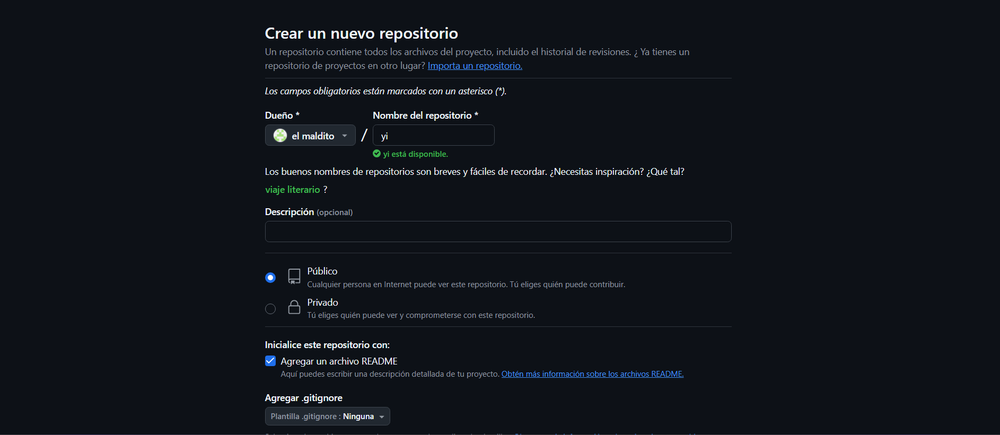 Crear un nuevo repositorio
Un repositorio contiene todos los archivos del proyecto, incluido el historial de revisiones. ¿ Ya tienes un
repositorio de proyectos en otro lugar? Importa un repositorio.
Los campos obligatorios están marcados con un asterisco (*).
Dueño * Nombre del repositorio *
el maldito / yi
yi está disponible.
Los buenos nombres de repositorios son breves y fáciles de recordar. ¿Necesitas inspiración? ¿Qué tal?
viaje literario ?
Descripción (opcional)
Público
Cualquier persona en Internet puede ver este repositorio. Tú eliges quién puede contribuir.
Privado
Tú eliges quién puede ver y comprometerse con este repositorio.
Inicialice este repositorio con:
Agregar un archivo README
Aquí puedes escribir una descripción detallada de tu proyecto. Obtén más información sobre los archivos README.
Agregar .gitignore
Plantilla .gitignore : Ninguna